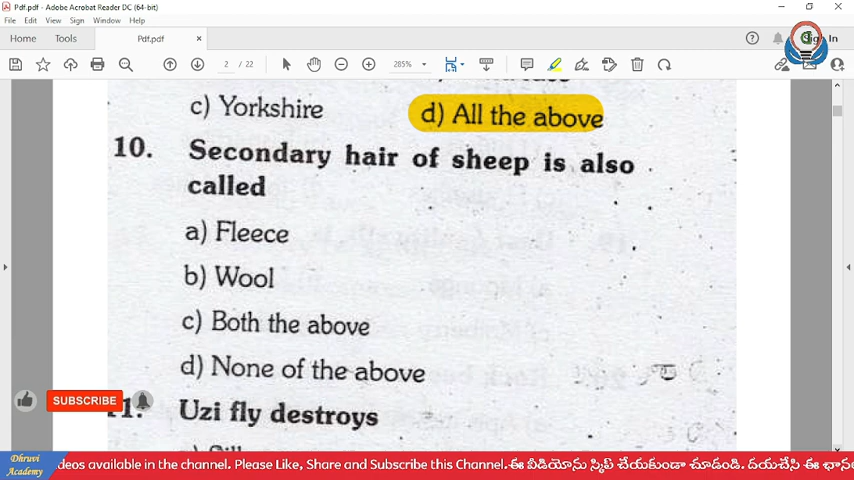 Pdf.pdf - Adobe Acrobat Reader DC (64-bit)
File Edit View Sign Window Help
Home Tools Pdf.pdf × Sign In
2 / 22 285%
c) Yorkshire d) All the above
10. Secondary hair of sheep is also
called
a) Fleece
b) Wool
c) Both the above
d) None of the above
SUBSCRIBE
11. Uzi fly destroys
Dhruvi
Academy
deos available in the channel. Please Like, Share and Subscribe this Channel. ఈ వీడియోను స్కిప్ చేయకుండా చూడండి. దయచేసి ఈ ఛాన